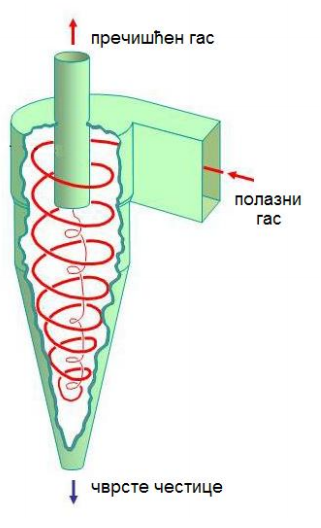 пречишћен гас
полазни
гас
чврсте честице